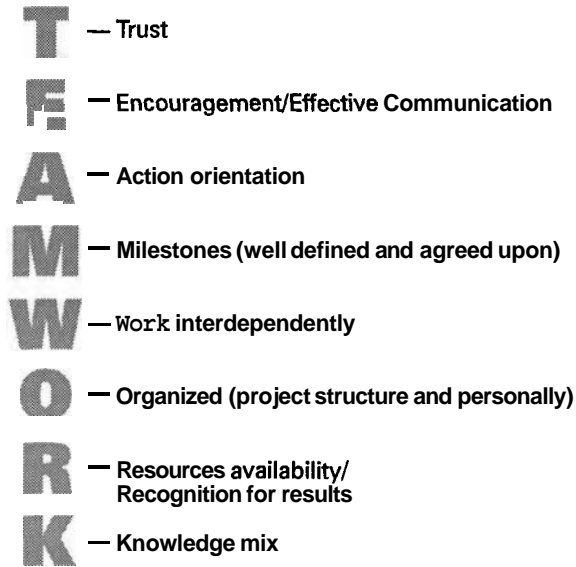 T — Trust
E — Encouragement/Effective Communication
A — Action orientation
M — Milestones (well defined and agreed upon)
W — Work interdependently
O — Organized (project structure and personally)
R — Resources availability/
Recognition for results
K — Knowledge mix